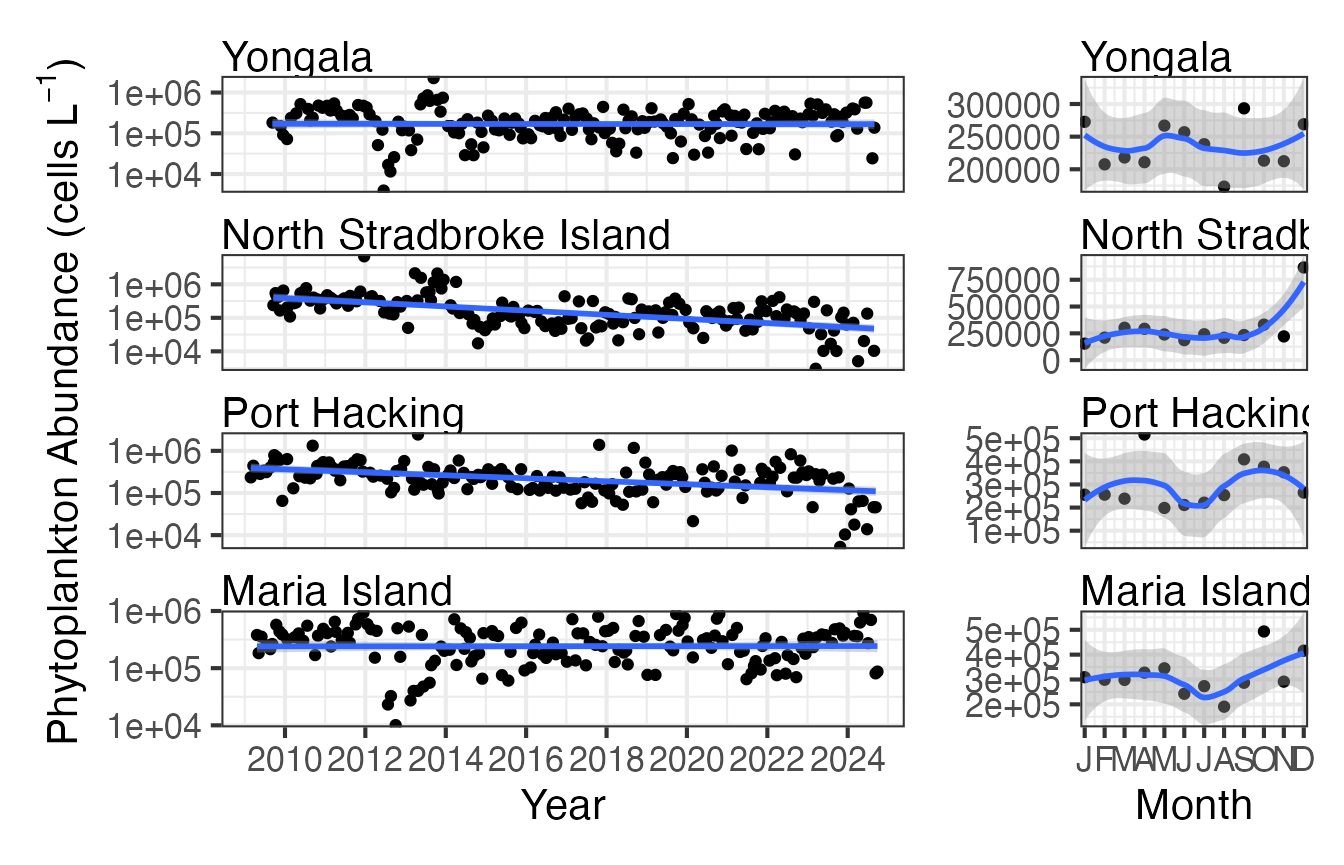 Phytoplankton Abundance (cells L⁻¹)
Yongala
1e+06
1e+05
1e+04
North Stradbroke Island
1e+06
1e+05
1e+04
Port Hacking
1e+06
1e+05
1e+04
Maria Island
1e+06
1e+05
1e+04
2010 2012 2014 2016 2018 2020 2022 2024
Year
Yongala
300000
250000
200000
North Stradb
750000
500000
250000
0
Port Hacking
5e+05
4e+05
3e+05
2e+05
1e+05
Maria Island
5e+05
4e+05
3e+05
2e+05
J F M A M J J A S O N D
Month